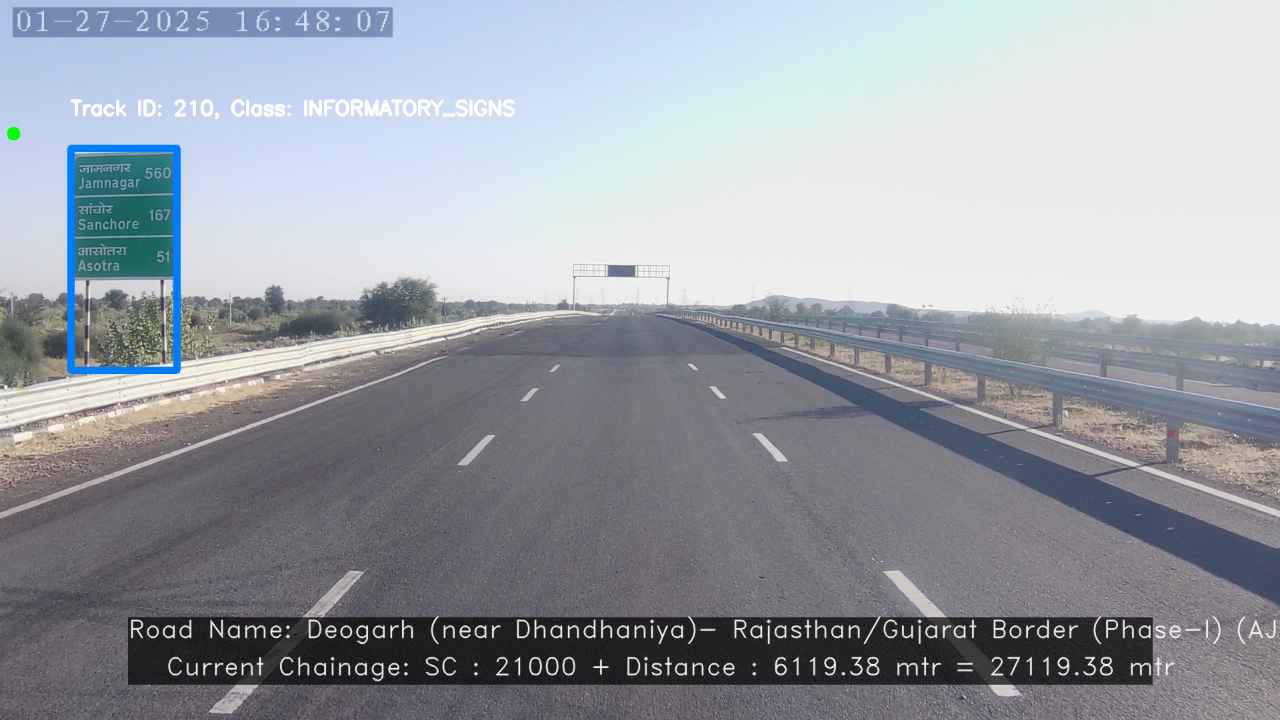 01-27-2025 16:48:07
Track ID: 210, Class: INFORMATORY_SIGNS
जामनगर 560
Jamnagar
सांचोर 167
Sanchore
आसोतरा 51
Asotra
Road Name: Deogarh (near Dhandhaniya)- Rajasthan/Gujarat Border (Phase-I) (AJ
Current Chainage: SC : 21000 + Distance : 6119.38 mtr = 27119.38 mtr